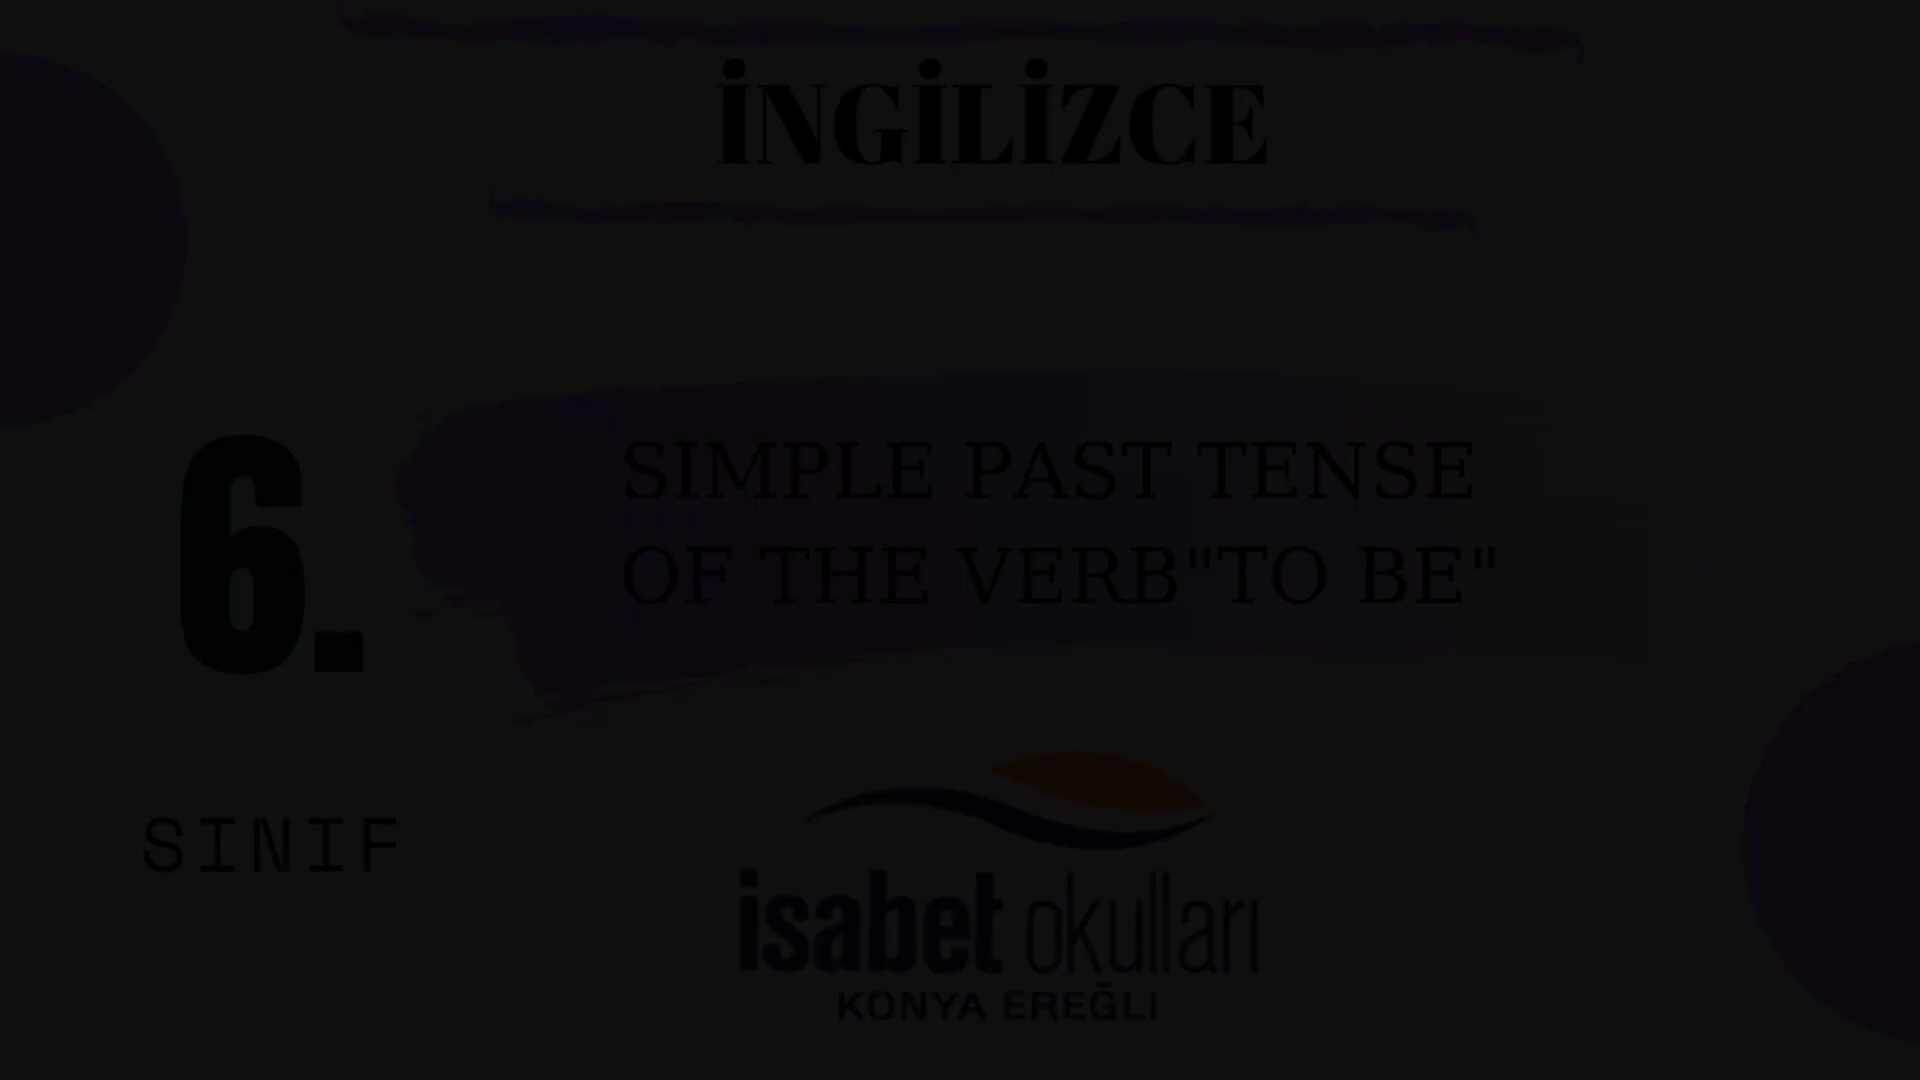 İNGİLİZCE
6.
SINIF
SIMPLE PAST TENSE
OF THE VERB"TO BE"
isabet okulları
KONYA EREĞLİ